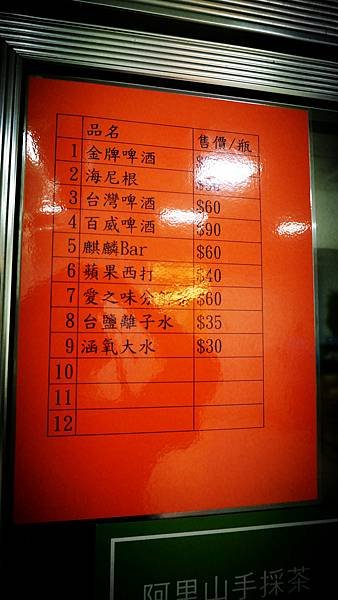 品名 售價/瓶
1 金牌啤酒
2 海尼根
3 台灣啤酒 $60
4 百威啤酒 $90
5 麒麟Bar $60
6 蘋果西打 $40
7 愛之味分解茶 $60
8 台鹽離子水 $35
9 涵氧大水 $30
10
11
12
阿里山手採茶